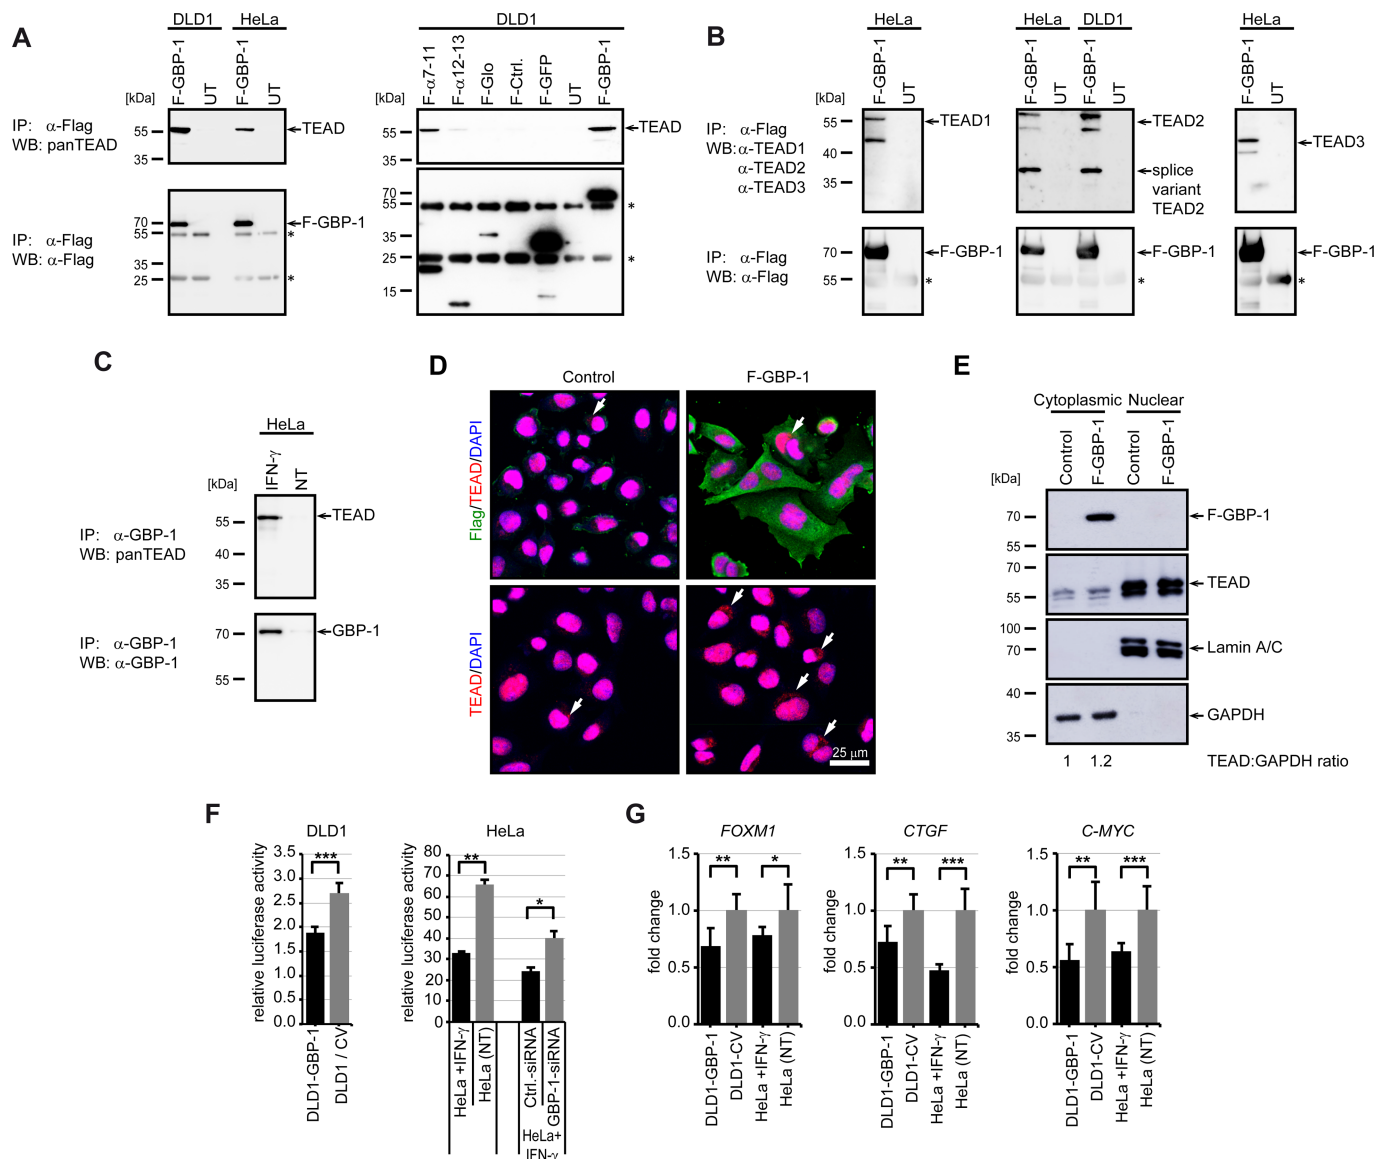 A
DLD1 HeLa
F-GBP-1 UT F-GBP-1 UT
[kDa]
IP: α-Flag
WB: panTEAD
55
35
TEAD
IP: α-Flag
WB: α-Flag
70
55
35
25
F-GBP-1
*
*
DLD1
F-α7-11 F-α12-13 F-Glo F-Ctrl. F-GFP UT F-GBP-1
[kDa]
55
35
TEAD
70
55
35
25
15
*
*
B
HeLa HeLa DLD1 HeLa
F-GBP-1 UT F-GBP-1 UT F-GBP-1 UT F-GBP-1 UT
[kDa]
IP: α-Flag
WB: α-TEAD1
α-TEAD2
α-TEAD3
55
40
35
TEAD1
TEAD2
splice
variant
TEAD2
TEAD3
IP: α-Flag
WB: α-Flag
70
55
F-GBP-1 F-GBP-1 F-GBP-1
* * *
C
HeLa
IFN-γ NT
[kDa]
IP: α-GBP-1
WB: panTEAD
55
40
35
TEAD
IP: α-GBP-1
WB: α-GBP-1
70
55
GBP-1
D
Control F-GBP-1
Flag/TEAD/DAPI
TEAD/DAPI
25 μm
E
Cytoplasmic Nuclear
Control F-GBP-1 Control F-GBP-1
[kDa]
70
55
F-GBP-1
70
55
TEAD
100
70
Lamin A/C
40
35
GAPDH
1 1.2 TEAD:GAPDH ratio
F
DLD1
relative luciferase activity
3.5
3.0
2.5
2.0
1.5
1.0
0.5
0.0
***
DLD1-GBP-1
DLD1 / CV
HeLa
relative luciferase activity
80
70
60
50
40
30
20
10
0
**
*
HeLa +IFN-γ
HeLa (NT)
Ctrl.-siRNA
GBP-1-siRNA
HeLa+
IFN-γ
G
FOXM1
fold change
1.5
1.0
0.5
0.0
** *
DLD1-GBP-1
DLD1-CV
HeLa +IFN-γ
HeLa (NT)
CTGF
fold change
1.5
1.0
0.5
0.0
** ***
DLD1-GBP-1
DLD1-CV
HeLa +IFN-γ
HeLa (NT)
C-MYC
fold change
1.5
1.0
0.5
0.0
** ***
DLD1-GBP-1
DLD1-CV
HeLa +IFN-γ
HeLa (NT)